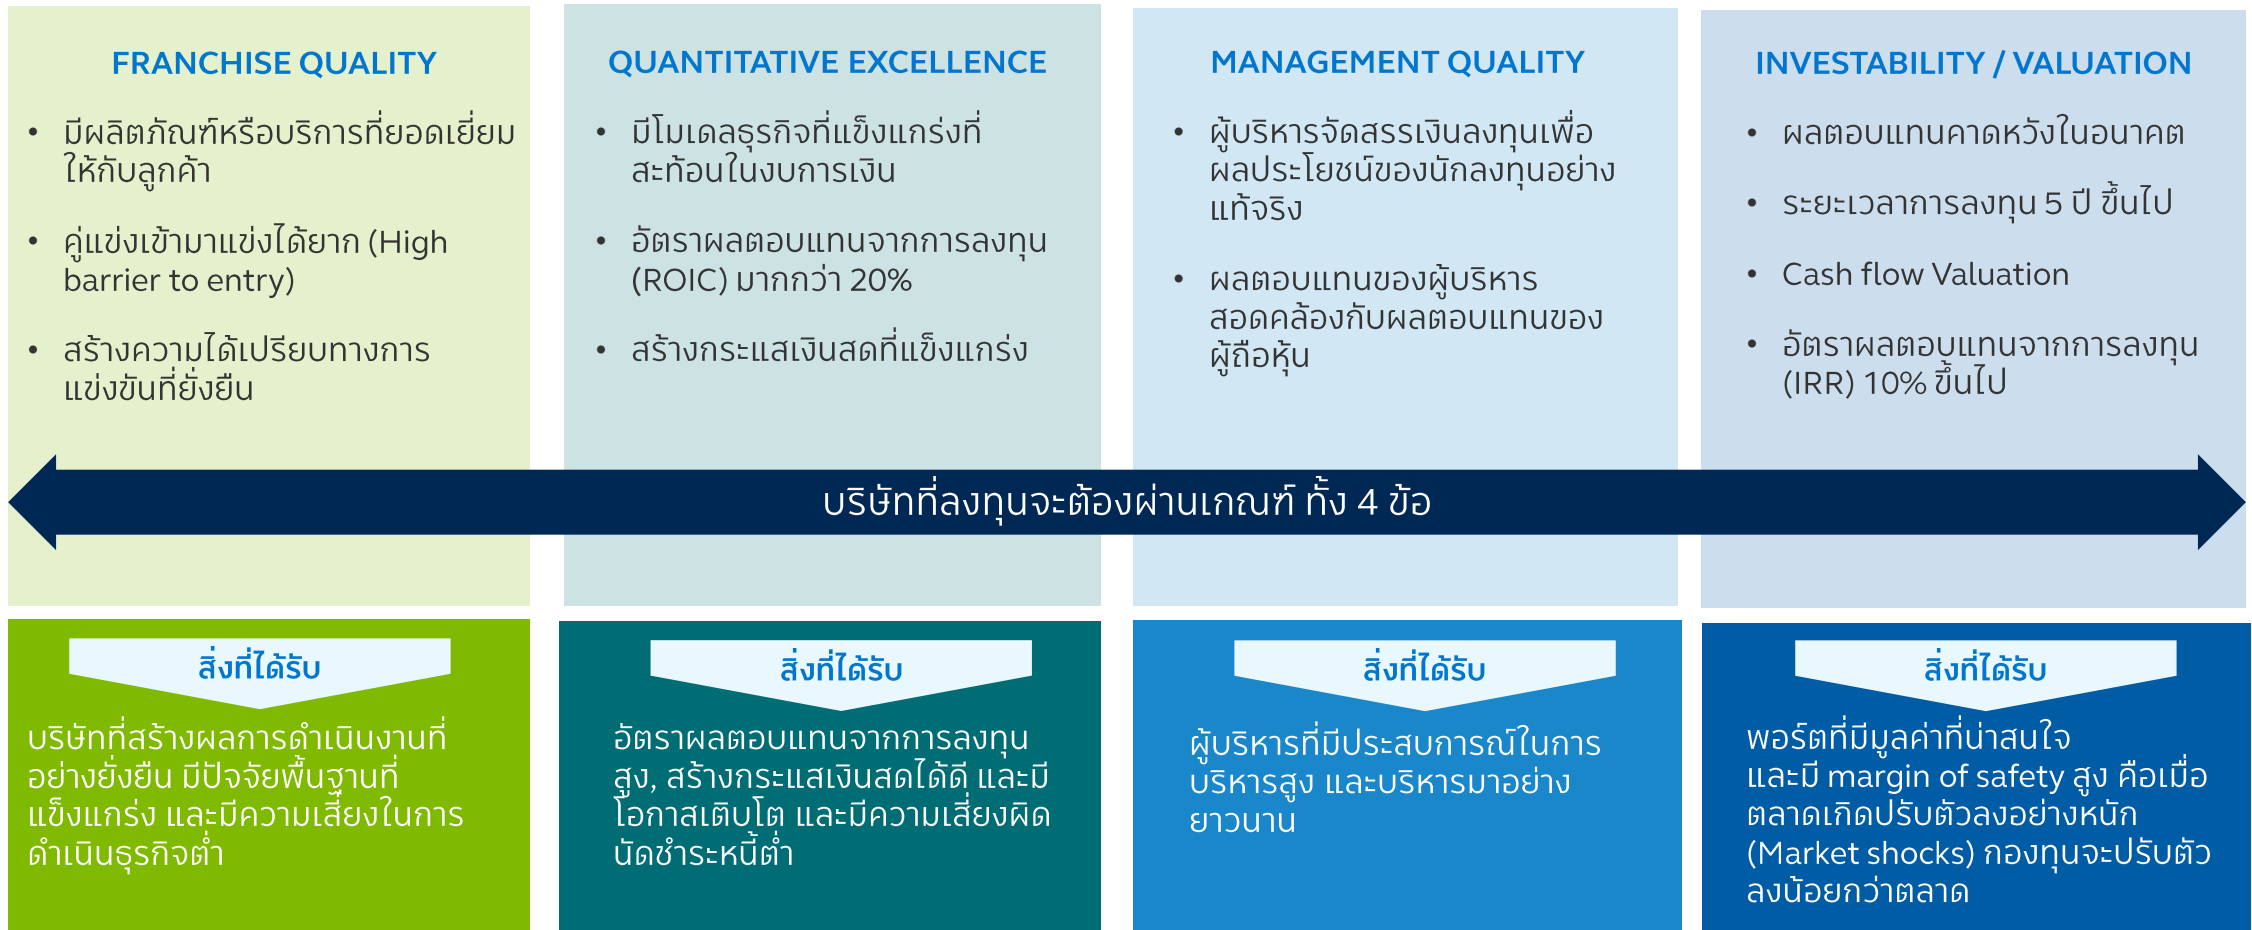 FRANCHISE QUALITY
• มีผลิตภัณฑ์หรือบริการที่ยอดเยี่ยม
ให้กับลูกค้า
• คู่แข่งเข้ามาแข่งได้ยาก (High
barrier to entry)
• สร้างความได้เปรียบทางการ
แข่งขันที่ยั่งยืน
QUANTITATIVE EXCELLENCE
• มีโมเดลธุรกิจที่แข็งแกร่งที่
สะท้อนในงบการเงิน
• อัตราผลตอบแทนจากการลงทุน
(ROIC) มากกว่า 20%
• สร้างกระแสเงินสดที่แข็งแกร่ง
MANAGEMENT QUALITY
• ผู้บริหารจัดสรรเงินลงทุนเพื่อ
ผลประโยชน์ของนักลงทุนอย่าง
แท้จริง
• ผลตอบแทนของผู้บริหาร
สอดคล้องกับผลตอบแทนของ
ผู้ถือหุ้น
INVESTABILITY / VALUATION
• ผลตอบแทนคาดหวังในอนาคต
• ระยะเวลาการลงทุน 5 ปี ขึ้นไป
• Cash flow Valuation
• อัตราผลตอบแทนจากการลงทุน
(IRR) 10% ขึ้นไป
บริษัทที่ลงทุนจะต้องผ่านเกณฑ์ ทั้ง 4 ข้อ
สิ่งที่ได้รับ
บริษัทที่สร้างผลการดำเนินงานที่
อย่างยั่งยืน มีปัจจัยพื้นฐานที่
แข็งแกร่ง และมีความเสี่ยงในการ
ดำเนินธุรกิจต่ำ
สิ่งที่ได้รับ
อัตราผลตอบแทนจากการลงทุน
สูง, สร้างกระแสเงินสดได้ดี และมี
โอกาสเติบโต และมีความเสี่ยงผิด
นัดชำระหนี้ต่ำ
สิ่งที่ได้รับ
ผู้บริหารที่มีประสบการณ์ในการ
บริหารสูง และบริหารมาอย่าง
ยาวนาน
สิ่งที่ได้รับ
พอร์ตที่มีมูลค่าที่น่าสนใจ
และมี margin of safety สูง คือเมื่อ
ตลาดเกิดปรับตัวลงอย่างหนัก
(Market shocks) กองทุนจะปรับตัว
ลงน้อยกว่าตลาด